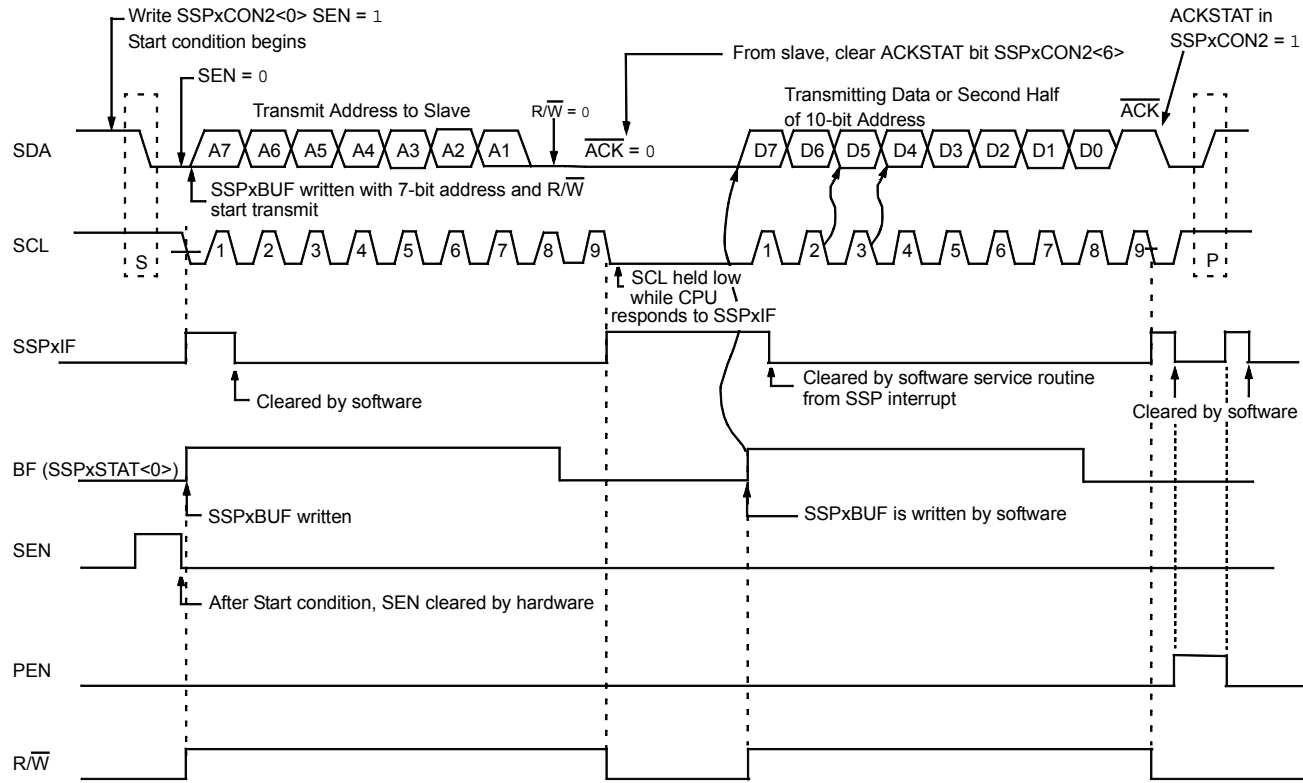 Write SSPxCON2<0> SEN = 1
Start condition begins
ACKSTAT in
SSPxCON2 = 1
From slave, clear ACKSTAT bit SSPxCON2<6>
SEN = 0
Transmit Address to Slave
R/W̅ = 0
Transmitting Data or Second Half
of 10-bit Address
A̅C̅K̅
SDA
A7 A6 A5 A4 A3 A2 A1
A̅C̅K̅ = 0
D7 D6 D5 D4 D3 D2 D1 D0
SSPxBUF written with 7-bit address and R/W̅
start transmit
SCL
S
1 2 3 4 5 6 7 8 9
1 2 3 4 5 6 7 8 9
P
SCL held low
while CPU
responds to SSPxIF
SSPxIF
Cleared by software
Cleared by software service routine
from SSP interrupt
Cleared by software
BF (SSPxSTAT<0>)
SSPxBUF written
SSPxBUF is written by software
SEN
After Start condition, SEN cleared by hardware
PEN
R/W̅